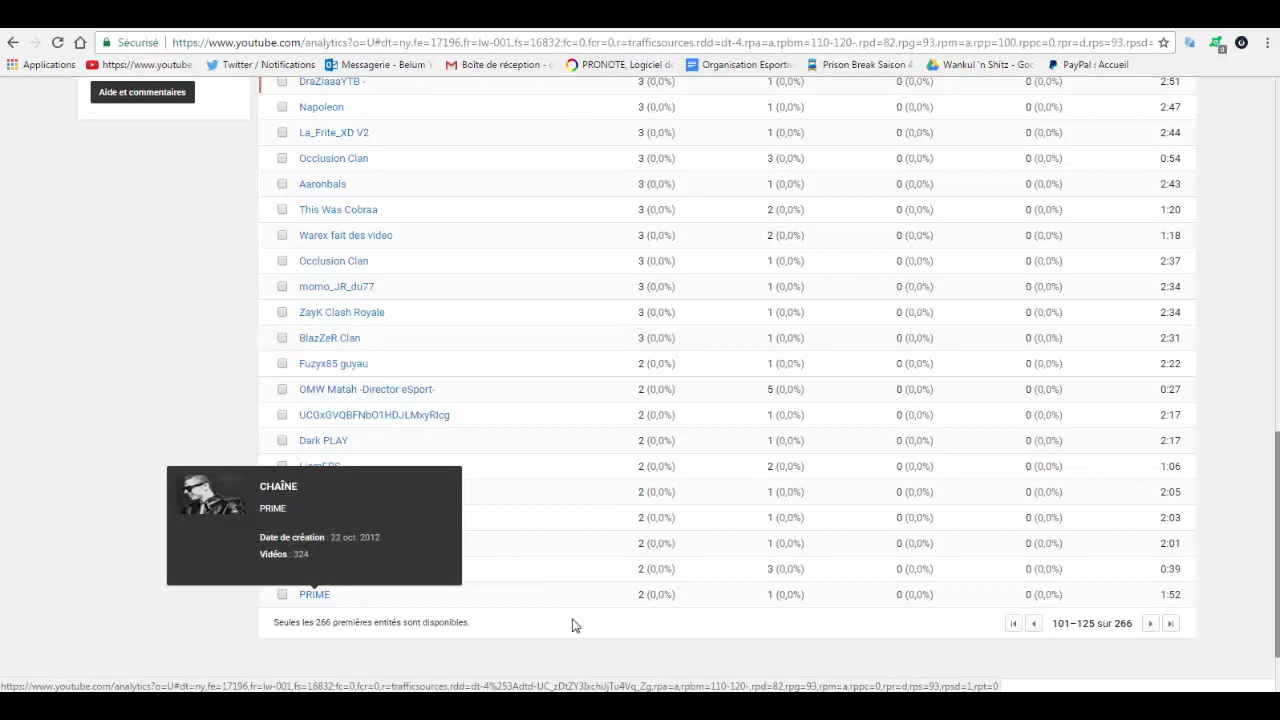 Sécurisé https://www.youtube.com/analytics?o=U#dt=ny,fe=17196,fr=lw-001,fs=16832;fc=0,fcr=0,r=trafficsources,rdd=dt-4,rpa=a,rpbm=110-120-,rpd=82,rpg=93,rpm=a,rpp=100,rppc=0,rpr=d,rps=93,rpsd=
Applications https://www.youtube Twitter / Notifications Messagerie - Belum Boîte de réception - PRONOTE, Logiciel de Organisation Esportiv Prison Break Saison 4 Wankul 'n Shitz - Goo PayPal : Accueil
Aide et commentaires
DraZlaaaYTB - 3 (0,0%) 1 (0,0%) 0 (0,0%) 0 (0,0%) 2:51
Napoleon 3 (0,0%) 1 (0,0%) 0 (0,0%) 0 (0,0%) 2:47
La_Frite_XD V2 3 (0,0%) 1 (0,0%) 0 (0,0%) 0 (0,0%) 2:44
Occlusion Clan 3 (0,0%) 3 (0,0%) 0 (0,0%) 0 (0,0%) 0:54
Aaronbals 3 (0,0%) 1 (0,0%) 0 (0,0%) 0 (0,0%) 2:43
This Was Cobraa 3 (0,0%) 2 (0,0%) 0 (0,0%) 0 (0,0%) 1:20
Warex fait des video 3 (0,0%) 2 (0,0%) 0 (0,0%) 0 (0,0%) 1:18
Occlusion Clan 3 (0,0%) 1 (0,0%) 0 (0,0%) 0 (0,0%) 2:37
momo_JR_du77 3 (0,0%) 1 (0,0%) 0 (0,0%) 0 (0,0%) 2:34
ZayK Clash Royale 3 (0,0%) 1 (0,0%) 0 (0,0%) 0 (0,0%) 2:34
BlazZeR Clan 3 (0,0%) 1 (0,0%) 0 (0,0%) 0 (0,0%) 2:31
Fuzyx85 guyau 2 (0,0%) 1 (0,0%) 0 (0,0%) 0 (0,0%) 2:22
OMW Matah -Director eSport- 2 (0,0%) 5 (0,0%) 0 (0,0%) 0 (0,0%) 0:27
UCGxGVQBFNbO1HDJLMxyRIcg 2 (0,0%) 1 (0,0%) 0 (0,0%) 0 (0,0%) 2:17
Dark PLAY 2 (0,0%) 1 (0,0%) 0 (0,0%) 0 (0,0%) 2:17
2 (0,0%) 2 (0,0%) 0 (0,0%) 0 (0,0%) 1:06
CHAÎNE
2 (0,0%) 1 (0,0%) 0 (0,0%) 0 (0,0%) 2:05
PRIME
2 (0,0%) 1 (0,0%) 0 (0,0%) 0 (0,0%) 2:03
Date de création : 22 oct. 2012
2 (0,0%) 1 (0,0%) 0 (0,0%) 0 (0,0%) 2:01
Vidéos : 324
2 (0,0%) 3 (0,0%) 0 (0,0%) 0 (0,0%) 0:39
PRIME 2 (0,0%) 1 (0,0%) 0 (0,0%) 0 (0,0%) 1:52
Seules les 266 premières entités sont disponibles. 101–125 sur 266